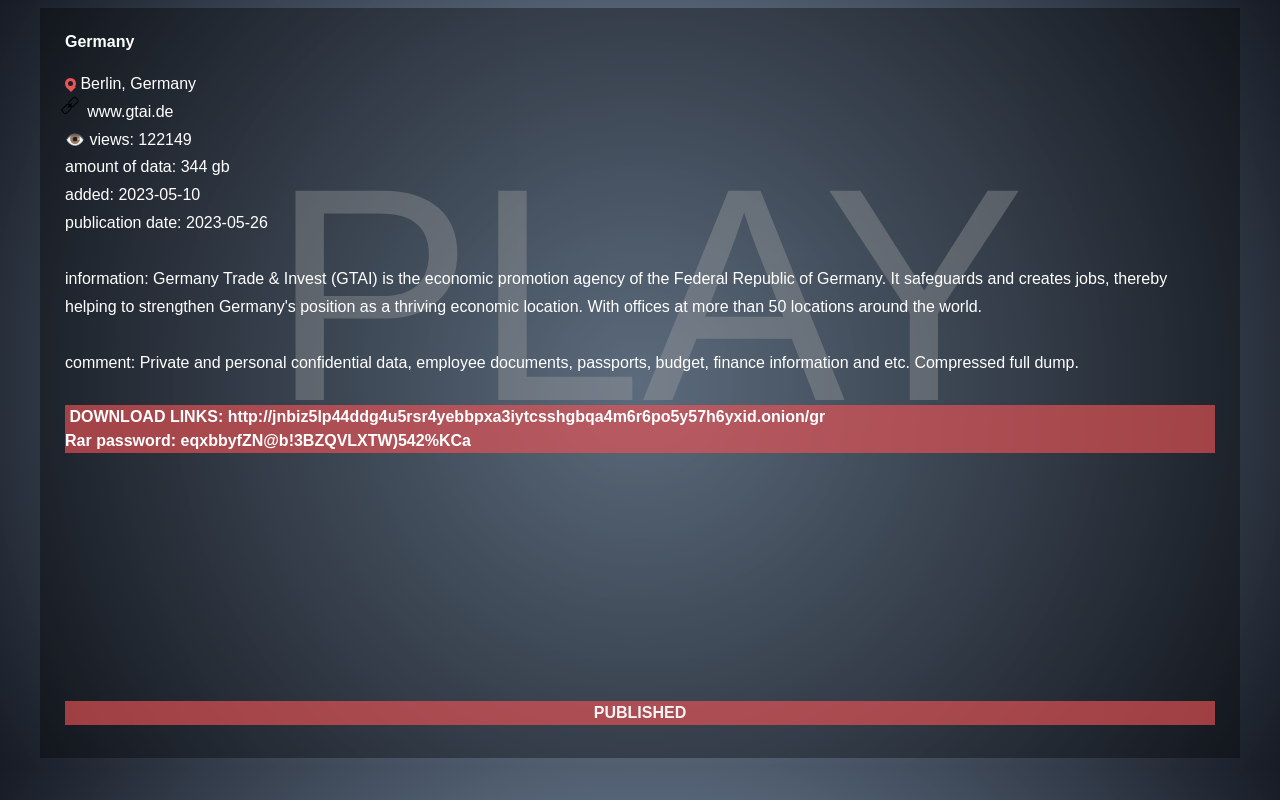 PLAY
Germany
Berlin, Germany
www.gtai.de
views: 122149
amount of data: 344 gb
added: 2023-05-10
publication date: 2023-05-26
information: Germany Trade & Invest (GTAI) is the economic promotion agency of the Federal Republic of Germany. It safeguards and creates jobs, thereby
helping to strengthen Germany's position as a thriving economic location. With offices at more than 50 locations around the world.
comment: Private and personal confidential data, employee documents, passports, budget, finance information and etc. Compressed full dump.
DOWNLOAD LINKS: http://jnbiz5lp44ddg4u5rsr4yebbpxa3iytcsshgbqa4m6r6po5y57h6yxid.onion/gr
Rar password: eqxbbyfZN@b!3BZQVLXTW)542%KCa
PUBLISHED